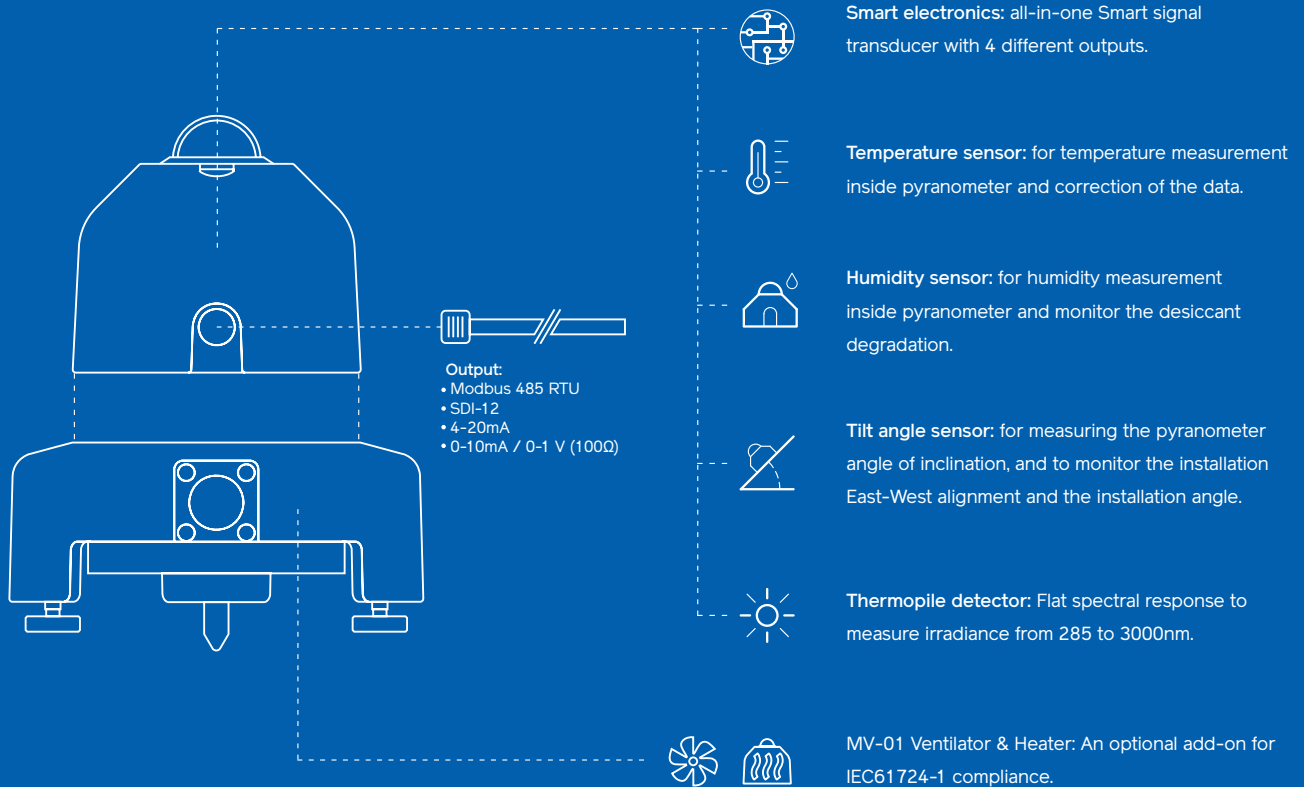 Smart electronics: all-in-one Smart signal
transducer with 4 different outputs.
Temperature sensor: for temperature measurement
inside pyranometer and correction of the data.
Humidity sensor: for humidity measurement
inside pyranometer and monitor the desiccant
degradation.
Output:
• Modbus 485 RTU
• SDI-12
• 4-20mA
• 0-10mA / 0-1 V (100Ω)
Tilt angle sensor: for measuring the pyranometer
angle of inclination, and to monitor the installation
East-West alignment and the installation angle.
Thermopile detector: Flat spectral response to
measure irradiance from 285 to 3000nm.
MV-01 Ventilator & Heater: An optional add-on for
IEC61724-1 compliance.